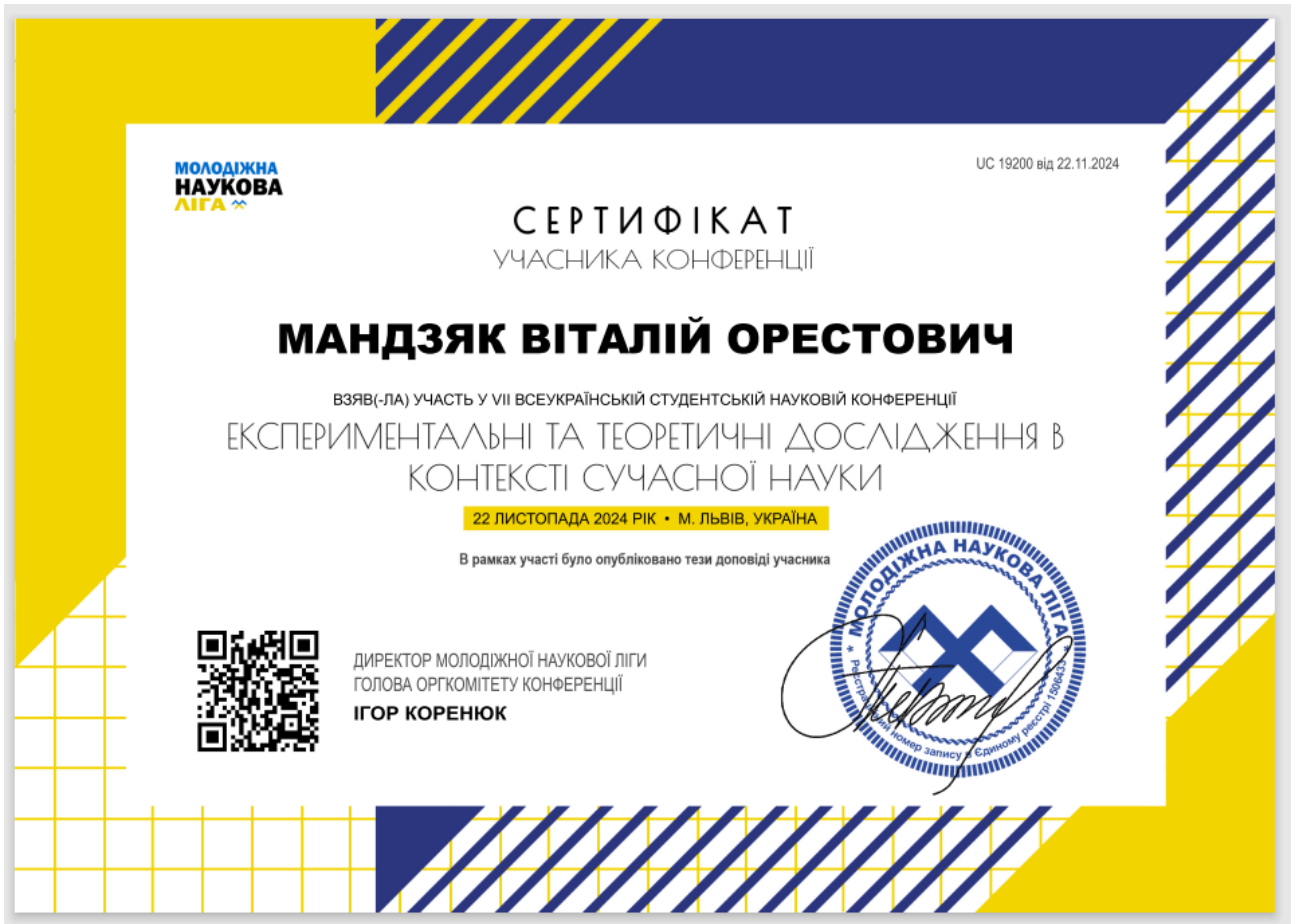 МОЛОДІЖНА
НАУКОВА
ЛІГА
UC 19200 від 22.11.2024
СЕРТИФІКАТ
УЧАСНИКА КОНФЕРЕНЦІЇ
МАНДЗЯК ВІТАЛІЙ ОРЕСТОВИЧ
ВЗЯВ(-ЛА) УЧАСТЬ У VII ВСЕУКРАЇНСЬКІЙ СТУДЕНТСЬКІЙ НАУКОВІЙ КОНФЕРЕНЦІЇ
ЕКСПЕРИМЕНТАЛЬНІ ТА ТЕОРЕТИЧНІ ДОСЛІДЖЕННЯ В
КОНТЕКСТІ СУЧАСНОЇ НАУКИ
22 ЛИСТОПАДА 2024 РІК • М. ЛЬВІВ, УКРАЇНА
В рамках участі було опубліковано тези доповіді учасника
ДИРЕКТОР МОЛОДІЖНОЇ НАУКОВОЇ ЛІГИ
ГОЛОВА ОРГКОМІТЕТУ КОНФЕРЕНЦІЇ
ІГОР КОРЕНЮК
* МОЛОДІЖНА НАУКОВА ЛІГА *
Реєстраційний номер запису в Єдиному реєстрі 1506433